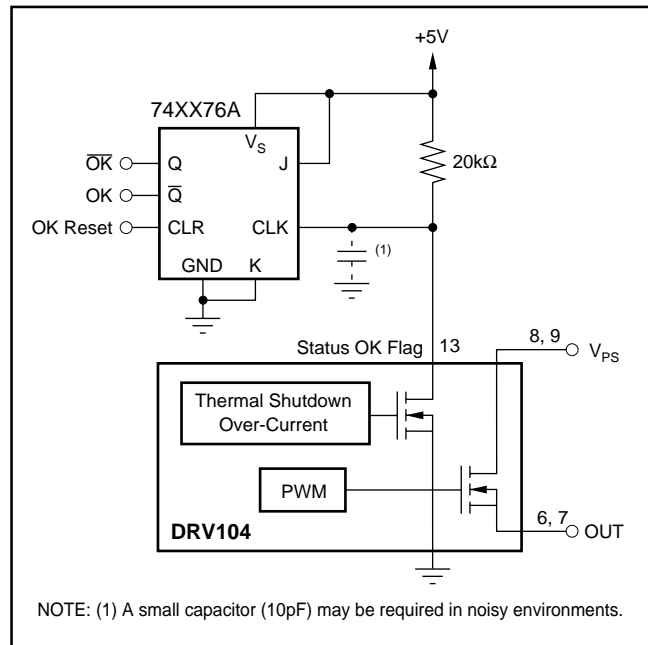 +5V
74XX76A
V_S
O̅K̅ Q J 20kΩ
OK Q̅
OK Reset CLR CLK (1)
GND K
Status OK Flag 13 8, 9 V_PS
Thermal Shutdown
Over-Current
PWM
DRV104 6, 7 OUT
NOTE: (1) A small capacitor (10pF) may be required in noisy environments.